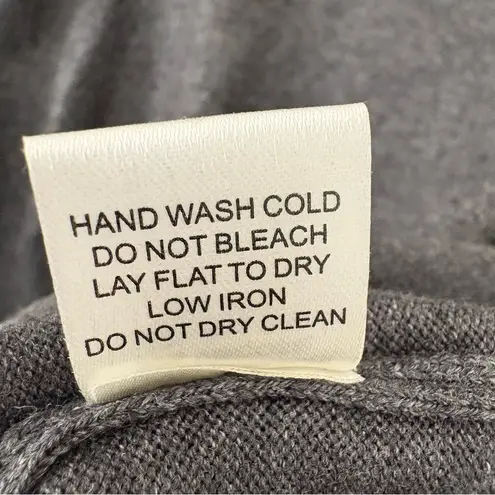 HAND WASH COLD
DO NOT BLEACH
LAY FLAT TO DRY
LOW IRON
DO NOT DRY CLEAN